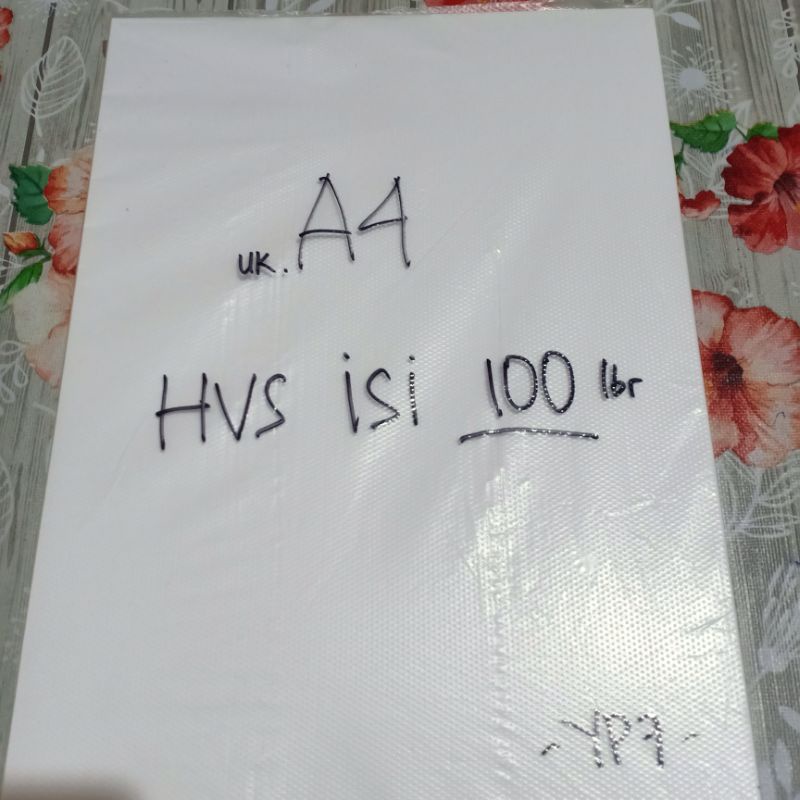 uk. A4
HVS isi 100 lbr
- YP7 -